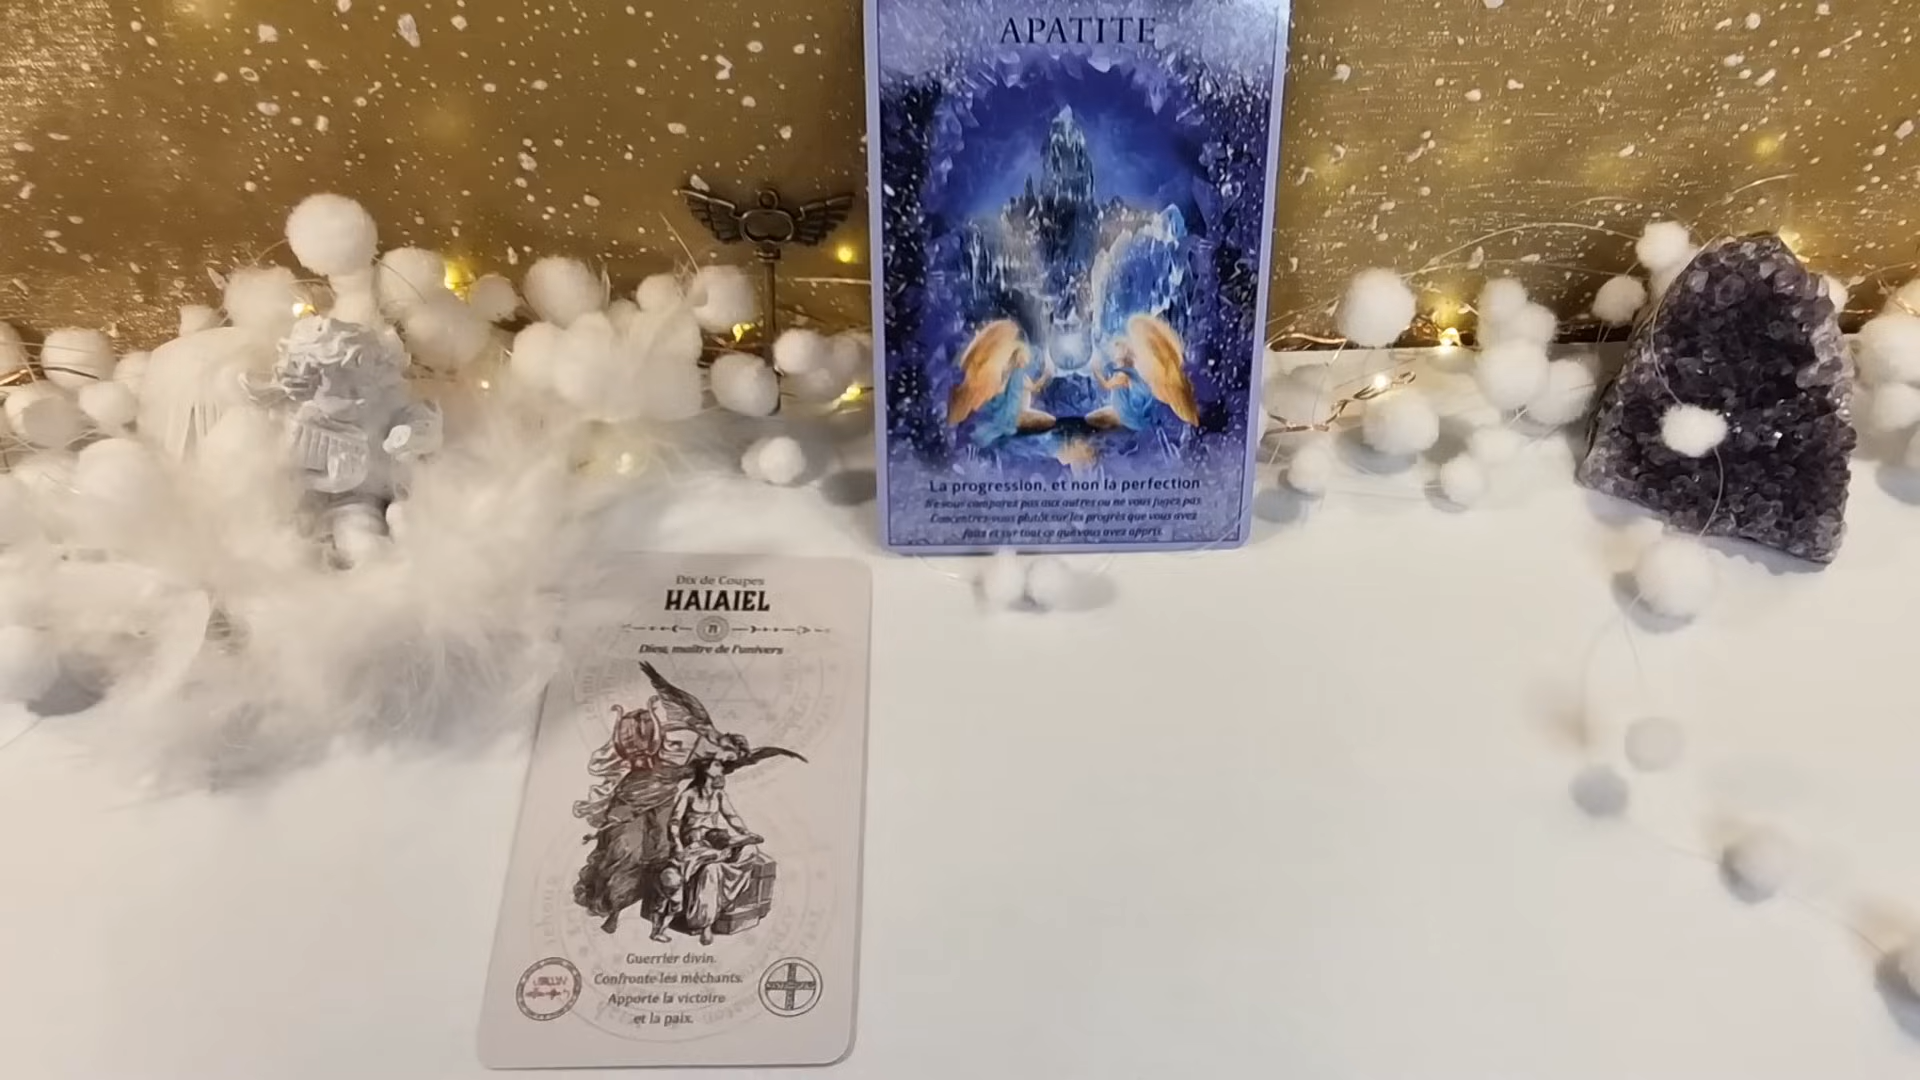 APATITE
La progression, et non la perfection
Ne vous comparez pas aux autres ou ne vous jugez pas.
Concentrez-vous plutôt sur les progrès que vous avez
faits et sur tout ce que vous avez appris.
Dix de Coupes
HAIAIEL
71
Dieu, maître de l'univers
Guerrier divin.
Confronte les méchants.
Apporte la victoire
et la paix.